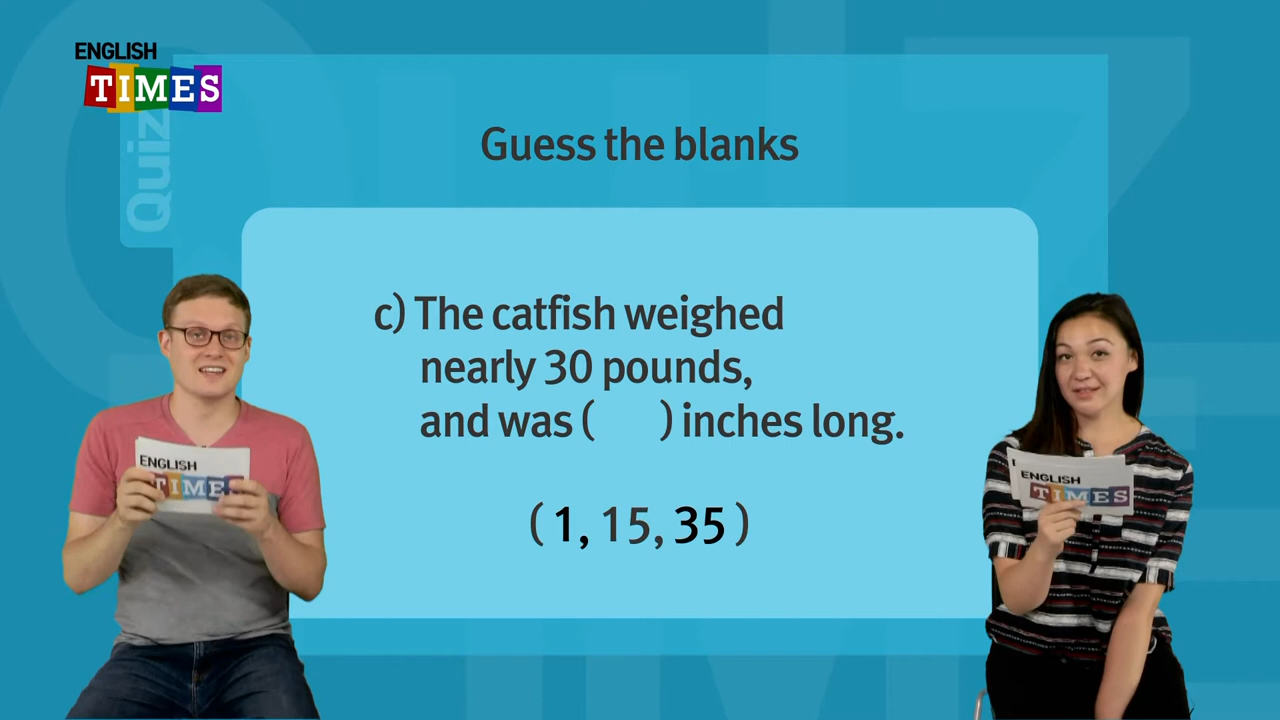 ENGLISH
TIMES
Quiz
Guess the blanks
c) The catfish weighed
nearly 30 pounds,
and was (      ) inches long.
( 1, 15, 35 )
ENGLISH
TIMES
ENGLISH
TIMES